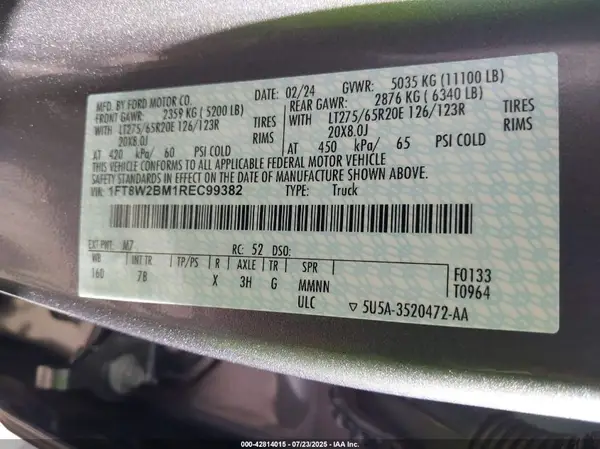 MFD. BY FORD MOTOR CO.
DATE: 02/24 GVWR: 5035 KG (11100 LB)
FRONT GAWR: 2359 KG ( 5200 LB) REAR GAWR: 2876 KG ( 6340 LB)
WITH LT275/65R20E 126/123R TIRES WITH LT275/65R20E 126/123R TIRES
20X8.0J RIMS 20X8.0J RIMS
AT 420 kPa/ 60 PSI COLD AT 450 kPa/ 65 PSI COLD
THIS VEHICLE CONFORMS TO ALL APPLICABLE FEDERAL MOTOR VEHICLE
SAFETY STANDARDS IN EFFECT ON THE DATE OF MANUFACTURE SHOWN ABOVE.
VIN: 1FT8W2BM1REC99382 TYPE: Truck
EXT PNT: M7 RC: 52 DSO:
WB INT TR TP/PS R AXLE TR SPR F0133
160 7B X 3H G MMNN T0964
ULC ▽ 5U5A-3520472-AA
000-42814015 - 07/23/2025 - IAA Inc.